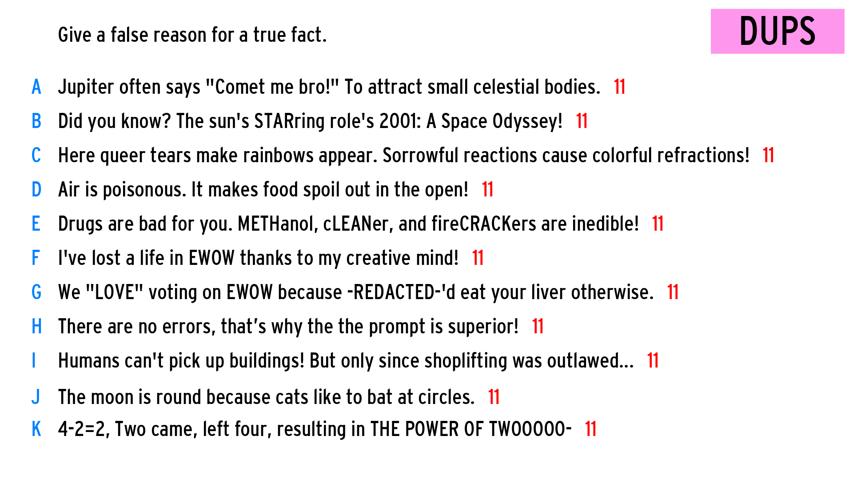 Give a false reason for a true fact.
DUPS
A Jupiter often says "Comet me bro!" To attract small celestial bodies. 11
B Did you know? The sun's STARring role's 2001: A Space Odyssey! 11
C Here queer tears make rainbows appear. Sorrowful reactions cause colorful refractions! 11
D Air is poisonous. It makes food spoil out in the open! 11
E Drugs are bad for you. METHanol, cLEANer, and fireCRACKers are inedible! 11
F I've lost a life in EWOW thanks to my creative mind! 11
G We "LOVE" voting on EWOW because -REDACTED-'d eat your liver otherwise. 11
H There are no errors, that’s why the the prompt is superior! 11
I Humans can't pick up buildings! But only since shoplifting was outlawed... 11
J The moon is round because cats like to bat at circles. 11
K 4-2=2, Two came, left four, resulting in THE POWER OF TWOOOOO- 11